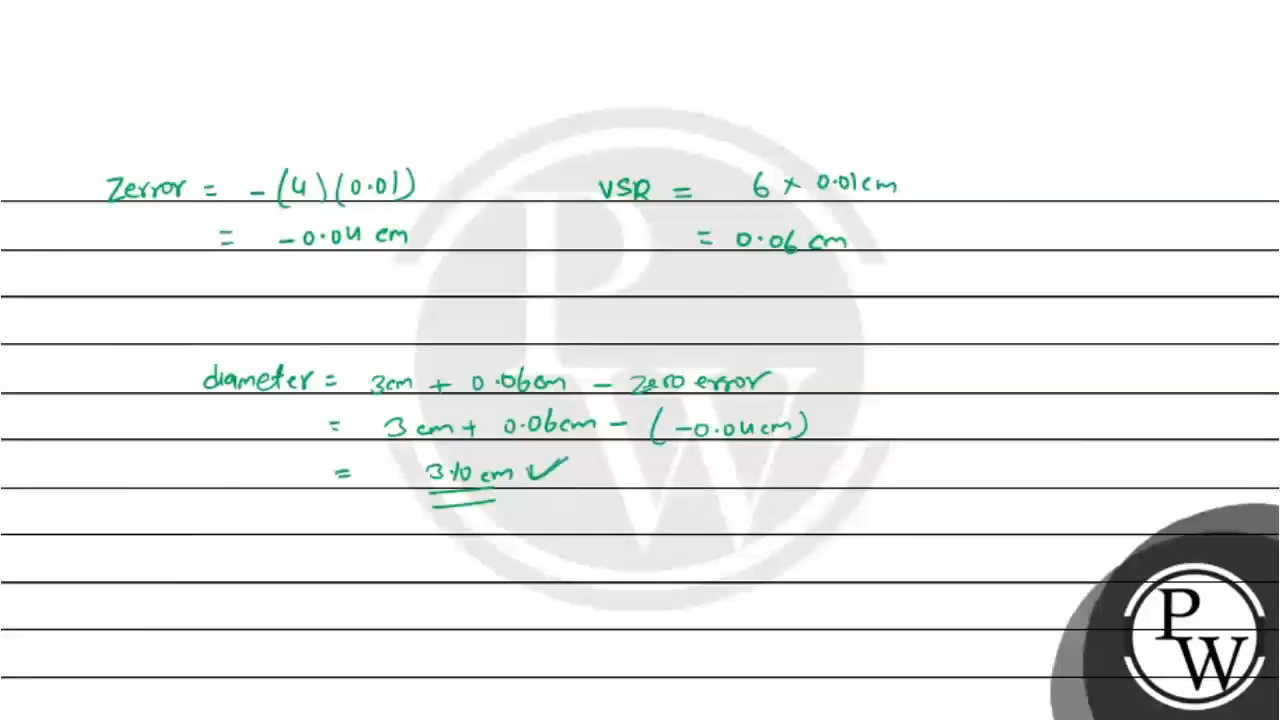 Zerror = - (4) (0.01)
= - 0.04 cm
VSR = 6 × 0.01cm
= 0.06 cm
diameter = 3cm + 0.06cm - zero error
= 3 cm + 0.06cm - (-0.04cm)
= 3.10 cm ✓
P
W
P
W